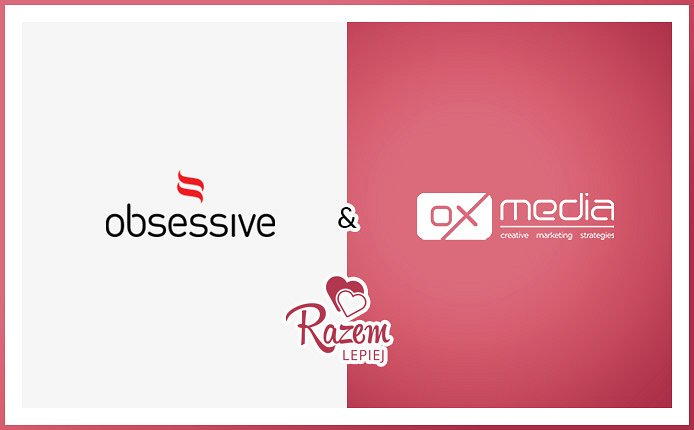 obsessive
&
ox media
creative marketing strategies
Razem
LEPIEJ